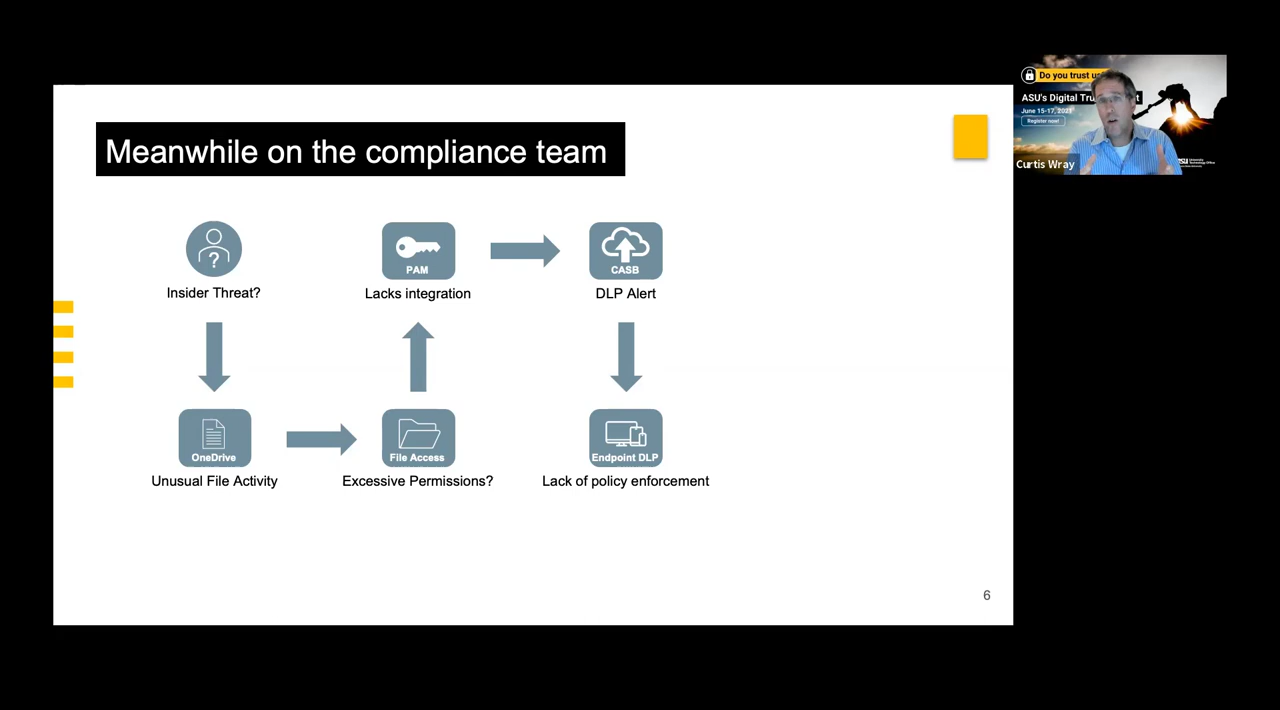 Meanwhile on the compliance team
Insider Threat?
PAM
Lacks integration
CASB
DLP Alert
OneDrive
Unusual File Activity
File Access
Excessive Permissions?
Endpoint DLP
Lack of policy enforcement
6
?
Do you trust
ASU's Digital
June 15-17,
Register now!
Curtis Wray